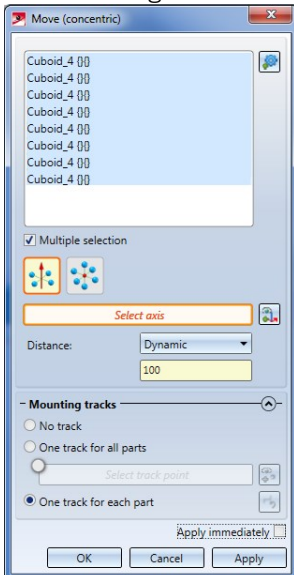 Move (concentric)
Cuboid_4 {}{}
Cuboid_4 {}{}
Cuboid_4 {}{}
Cuboid_4 {}{}
Cuboid_4 {}{}
Cuboid_4 {}{}
Cuboid_4 {}{}
Cuboid_4 {}{}
Multiple selection
Select axis
Distance: Dynamic
100
Mounting tracks
No track
One track for all parts
Select track point
One track for each part
Apply immediately
OK Cancel Apply